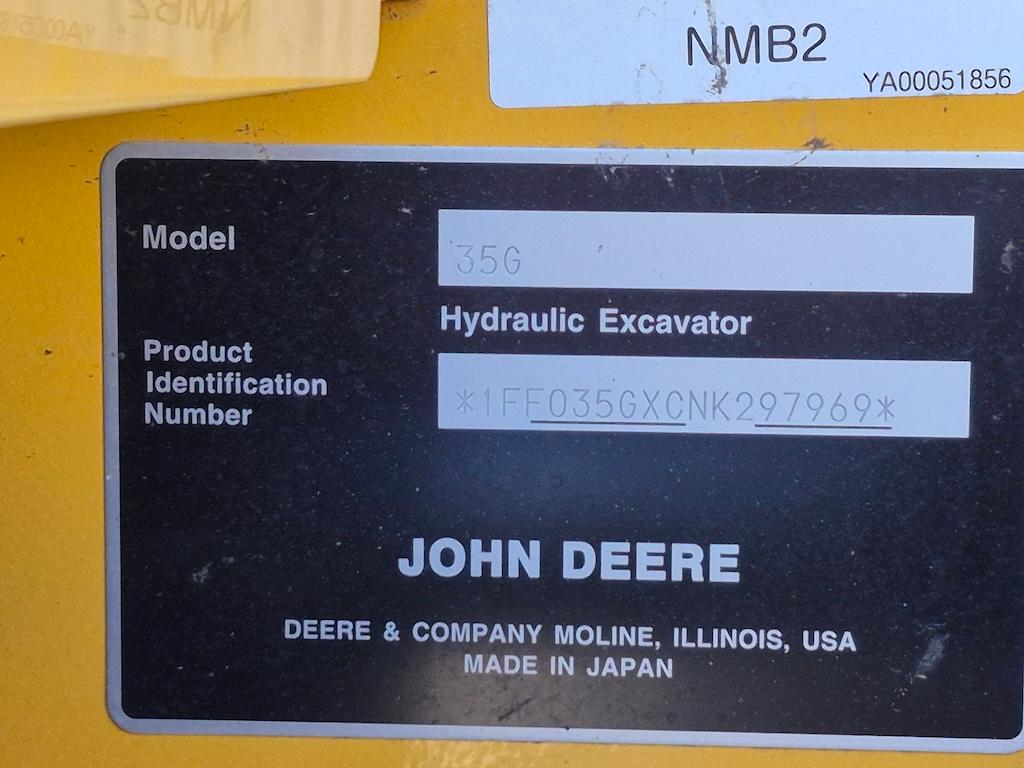 NMB2
YA00051856
Model
35G
Hydraulic Excavator
Product
Identification
Number
*1FF035GXCNK297969*
JOHN DEERE
DEERE & COMPANY MOLINE, ILLINOIS, USA
MADE IN JAPAN